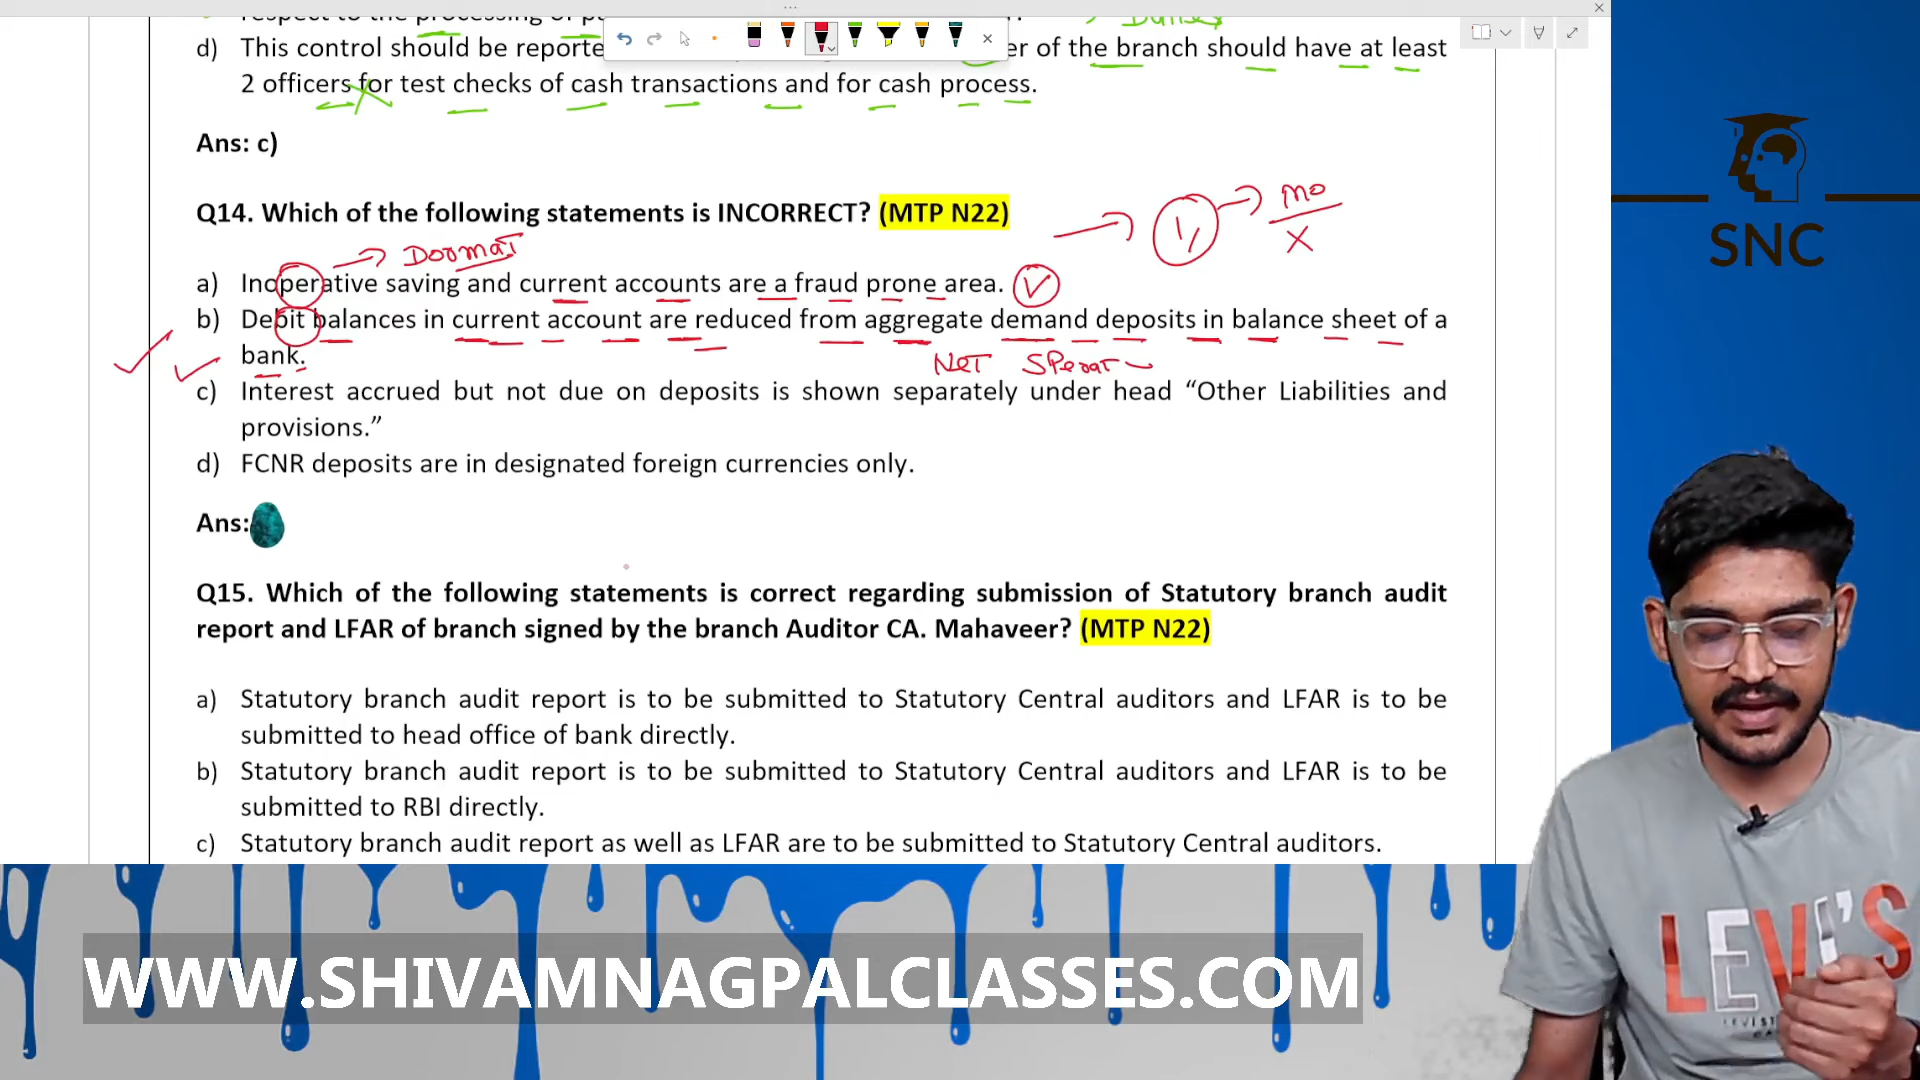 respect to the processing of
d) This control should be reporte er of the branch should have at least
2 officers for test checks of cash transactions and for cash process.
Ans: c)
Q14. Which of the following statements is INCORRECT? (MTP N22)
Dormat
a) Inoperative saving and current accounts are a fraud prone area.
b) Debit balances in current account are reduced from aggregate demand deposits in balance sheet of a
bank.
NET
c) Interest accrued but not due on deposits is shown separately under head “Other Liabilities and
provisions.”
d) FCNR deposits are in designated foreign currencies only.
Ans:
Q15. Which of the following statements is correct regarding submission of Statutory branch audit
report and LFAR of branch signed by the branch Auditor CA. Mahaveer? (MTP N22)
a) Statutory branch audit report is to be submitted to Statutory Central auditors and LFAR is to be
submitted to head office of bank directly.
b) Statutory branch audit report is to be submitted to Statutory Central auditors and LFAR is to be
submitted to RBI directly.
c) Statutory branch audit report as well as LFAR are to be submitted to Statutory Central auditors.
SNC
LEVI'S
WWW.SHIVAMNAGPALCLASSES.COM